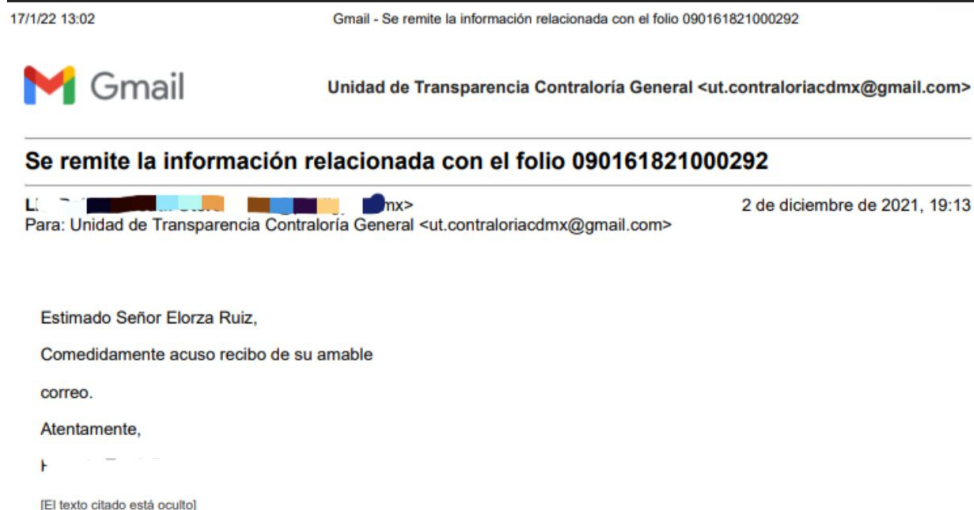 17/1/22 13:02 Gmail - Se remite la información relacionada con el folio 090161821000292
Gmail Unidad de Transparencia Contraloría General <ut.contraloriacdmx@gmail.com>
Se remite la información relacionada con el folio 090161821000292
mx> 2 de diciembre de 2021, 19:13
Para: Unidad de Transparencia Contraloría General <ut.contraloriacdmx@gmail.com>
Estimado Señor Elorza Ruiz,
Comedidamente acuso recibo de su amable
correo.
Atentamente,
[El texto citado está oculto]